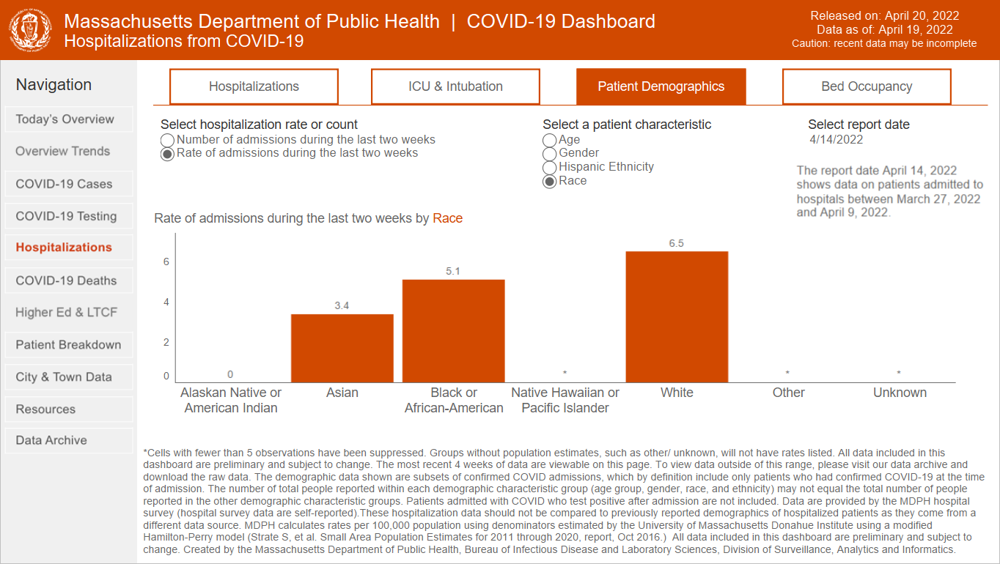 Massachusetts Department of Public Health | COVID-19 Dashboard
Hospitalizations from COVID-19
Released on: April 20, 2022
Data as of: April 19, 2022
Caution: recent data may be incomplete
Navigation
Today's Overview
Overview Trends
COVID-19 Cases
COVID-19 Testing
Hospitalizations
COVID-19 Deaths
Higher Ed & LTCF
Patient Breakdown
City & Town Data
Resources
Data Archive
Hospitalizations
ICU & Intubation
Patient Demographics
Bed Occupancy
Select hospitalization rate or count
Number of admissions during the last two weeks
Rate of admissions during the last two weeks
Select a patient characteristic
Age
Gender
Hispanic Ethnicity
Race
Select report date
4/14/2022
The report date April 14, 2022
shows data on patients admitted to
hospitals between March 27, 2022
and April 9, 2022.
Rate of admissions during the last two weeks by Race
6
4
2
0
0
3.4
5.1
*
6.5
*
*
Alaskan Native or
American Indian
Asian
Black or
African-American
Native Hawaiian or
Pacific Islander
White
Other
Unknown
*Cells with fewer than 5 observations have been suppressed. Groups without population estimates, such as other/ unknown, will not have rates listed. All data included in this
dashboard are preliminary and subject to change. The most recent 4 weeks of data are viewable on this page. To view data outside of this range, please visit our data archive and
download the raw data. The demographic data shown are subsets of confirmed COVID admissions, which by definition include only patients who had confirmed COVID-19 at the time
of admission. The number of total people reported within each demographic characteristic group (age group, gender, race, and ethnicity) may not equal the total number of people
reported in the other demographic characteristic groups. Patients admitted with COVID who test positive after admission are not included. Data are provided by the MDPH hospital
survey (hospital survey data are self-reported).These hospitalization data should not be compared to previously reported demographics of hospitalized patients as they come from a
different data source. MDPH calculates rates per 100,000 population using denominators estimated by the University of Massachusetts Donahue Institute using a modified
Hamilton-Perry model (Strate S, et al. Small Area Population Estimates for 2011 through 2020, report, Oct 2016.) All data included in this dashboard are preliminary and subject to
change. Created by the Massachusetts Department of Public Health, Bureau of Infectious Disease and Laboratory Sciences, Division of Surveillance, Analytics and Informatics.